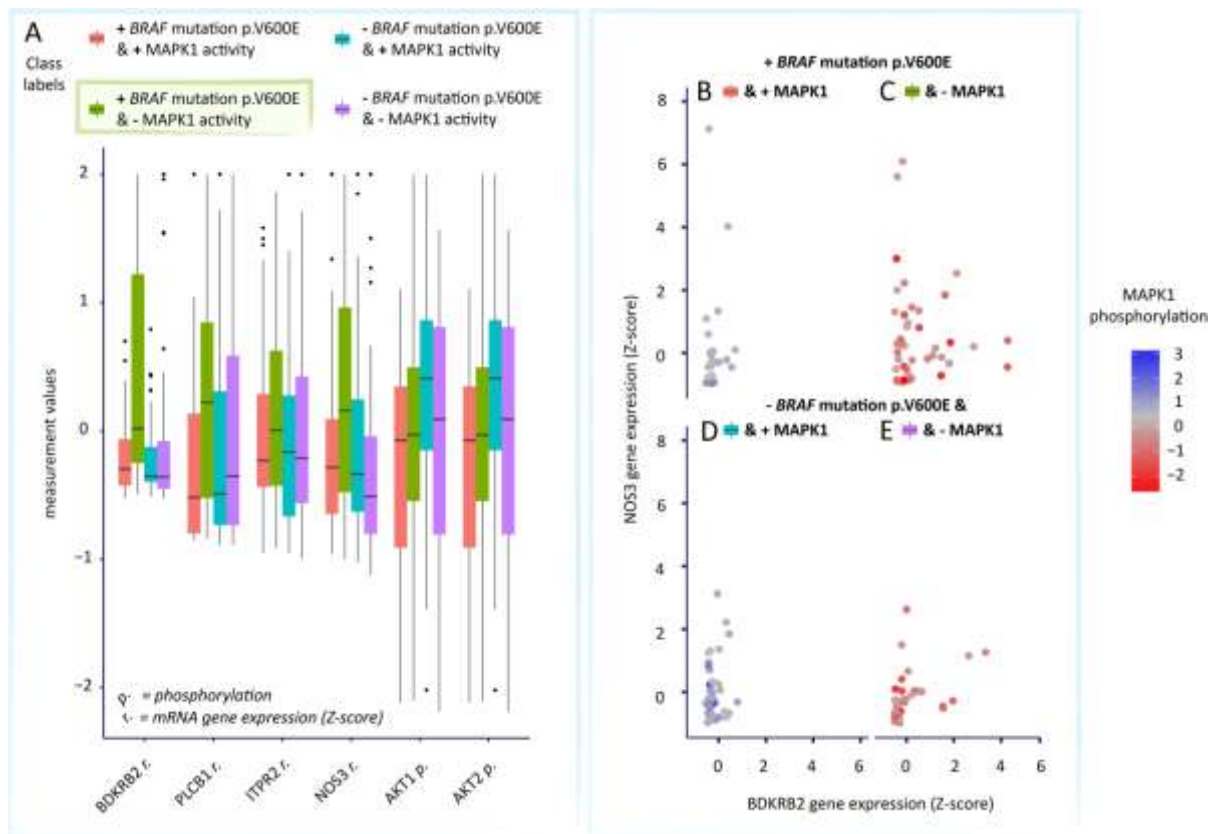 A
Class
labels
+ BRAF mutation p.V600E
& + MAPK1 activity
- BRAF mutation p.V600E
& + MAPK1 activity
+ BRAF mutation p.V600E
& - MAPK1 activity
- BRAF mutation p.V600E
& - MAPK1 activity
measurement values
2
1
0
−1
−2
p. = phosphorylation
r. = mRNA gene expression (Z-score)
BDKRB2 r.
PLCB1 r.
ITPR2 r.
NOS3 r.
AKT1 p.
AKT2 p.
+ BRAF mutation p.V600E
B & + MAPK1
C & - MAPK1
8
6
4
2
0
- BRAF mutation p.V600E &
D & + MAPK1
E & - MAPK1
8
6
4
2
0
NOS3 gene expression (Z-score)
0 2 4 6
0 2 4 6
BDKRB2 gene expression (Z-score)
MAPK1
phosphorylation
3
2
1
0
−1
−2